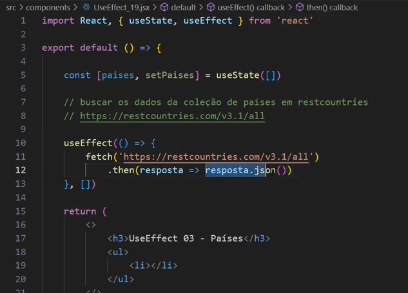 src > components > UseEffect_19.jsx > default > useEffect() callback > then() callback
1 import React, { useState, useEffect } from 'react'
2
3 export default () => {
4
5 const [paises, setPaises] = useState([])
6
7 // buscar os dados da coleção de países em restcountries
8 // https://restcountries.com/v3.1/all
9
10 useEffect(() => {
11 fetch('https://restcountries.com/v3.1/all')
12 .then(resposta => resposta.json())
13 }, [])
14
15 return (
16 <>
17 <h3>UseEffect 03 - Países</h3>
18 <ul>
19 <li></li>
20 </ul>
21 </>